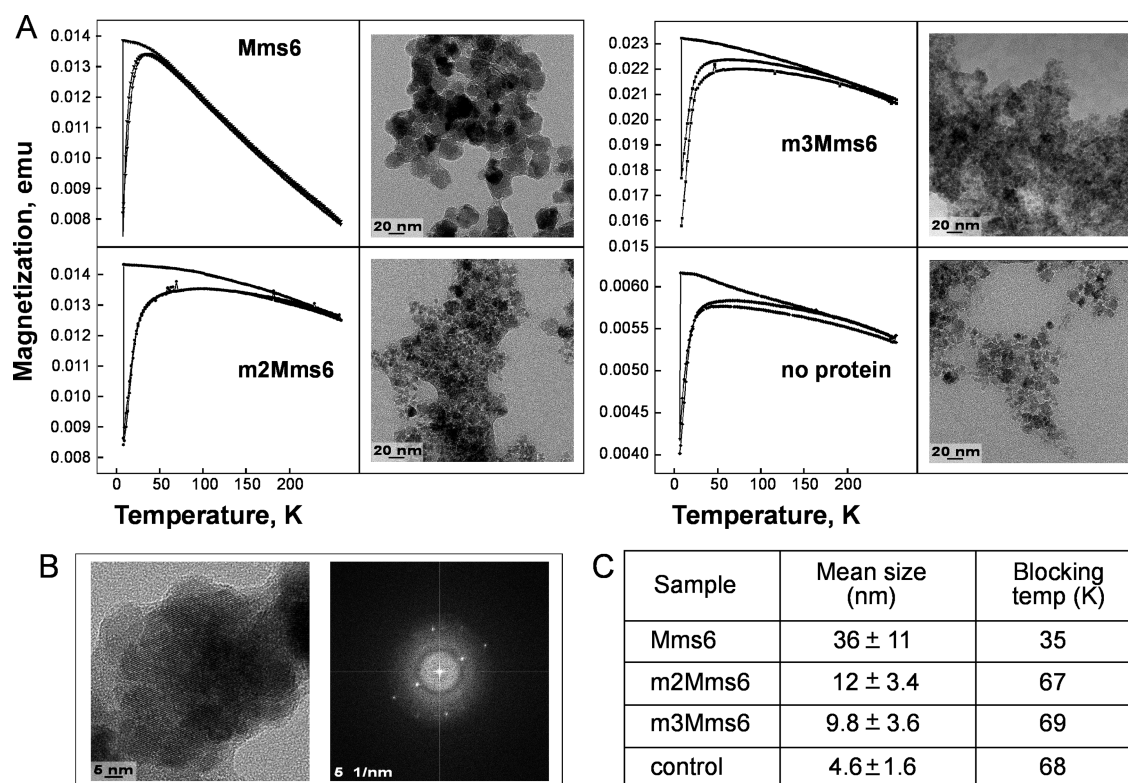 A
Magnetization, emu
0.014
0.013
0.012
0.011
0.010
0.009
0.008
Mms6
20 nm
0.023
0.022
0.021
0.020
0.019
0.018
0.017
0.016
0.015
m3Mms6
20 nm
0.014
0.013
0.012
0.011
0.010
0.009
0.008
m2Mms6
0 50 100 150 200
Temperature, K
20 nm
0.0060
0.0055
0.0050
0.0045
0.0040
no protein
0 50 100 150 200
Temperature, K
20 nm
B
5 nm
5 1/nm
C
Sample Mean size (nm) Blocking temp (K)
Mms6 36 ± 11 35
m2Mms6 12 ± 3.4 67
m3Mms6 9.8 ± 3.6 69
control 4.6 ± 1.6 68